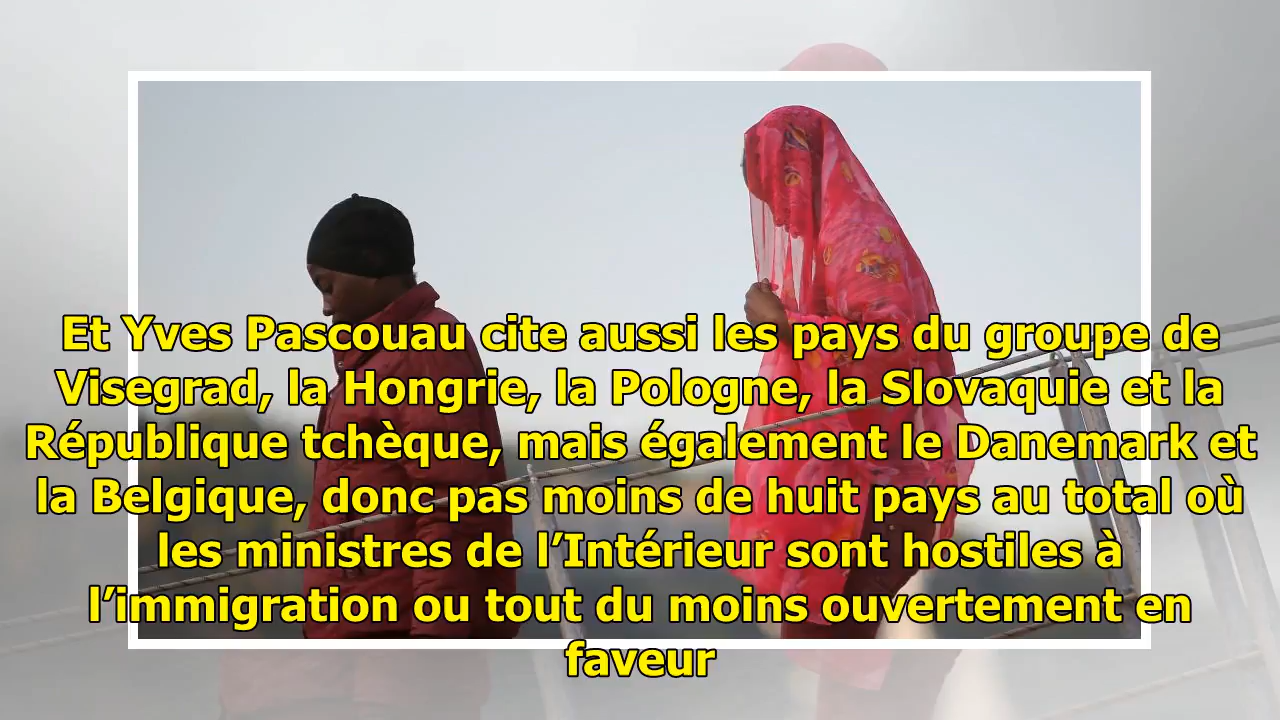 Et Yves Pascouau cite aussi les pays du groupe de
Visegrad, la Hongrie, la Pologne, la Slovaquie et la
République tchèque, mais également le Danemark et
la Belgique, donc pas moins de huit pays au total où
les ministres de l’Intérieur sont hostiles à
l’immigration ou tout du moins ouvertement en
faveur